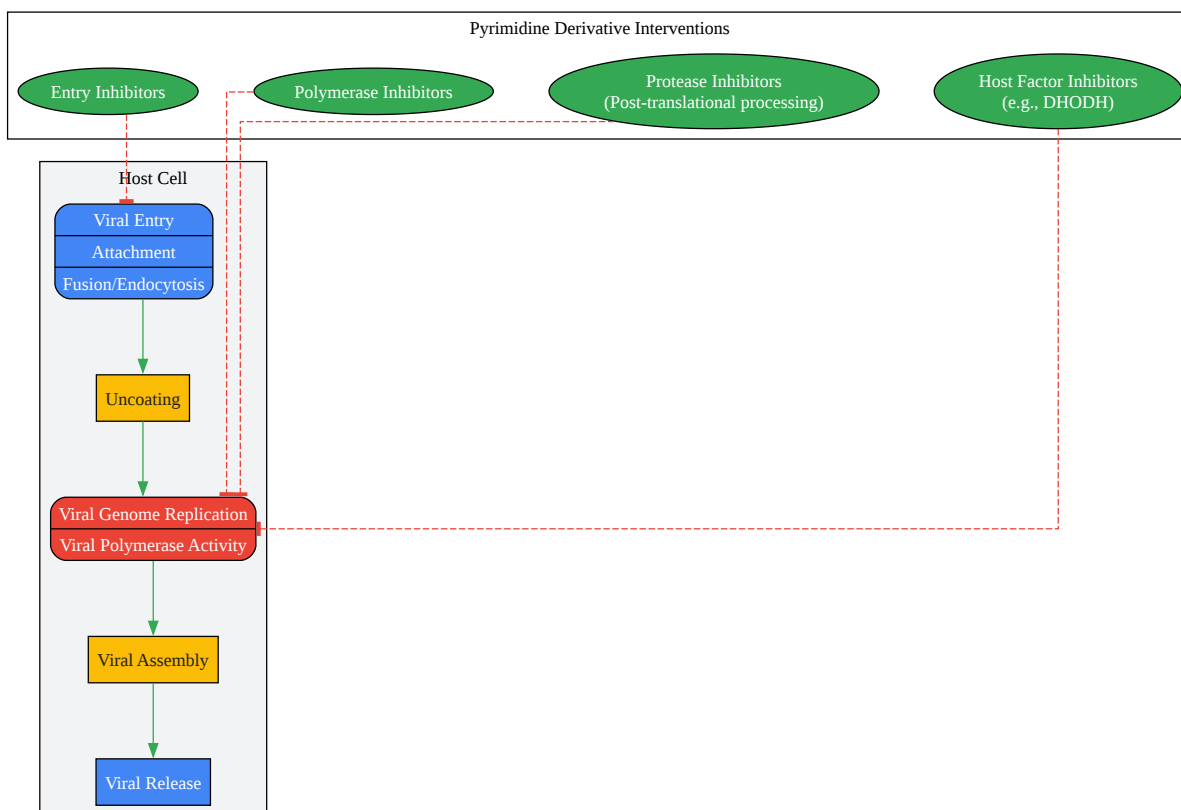 Pyrimidine Derivative Interventions
Entry Inhibitors
Polymerase Inhibitors
Protease Inhibitors
(Post-translational processing)
Host Factor Inhibitors
(e.g., DHODH)
Host Cell
Viral Entry
Attachment
Fusion/Endocytosis
Uncoating
Viral Genome Replication
Viral Polymerase Activity
Viral Assembly
Viral Release